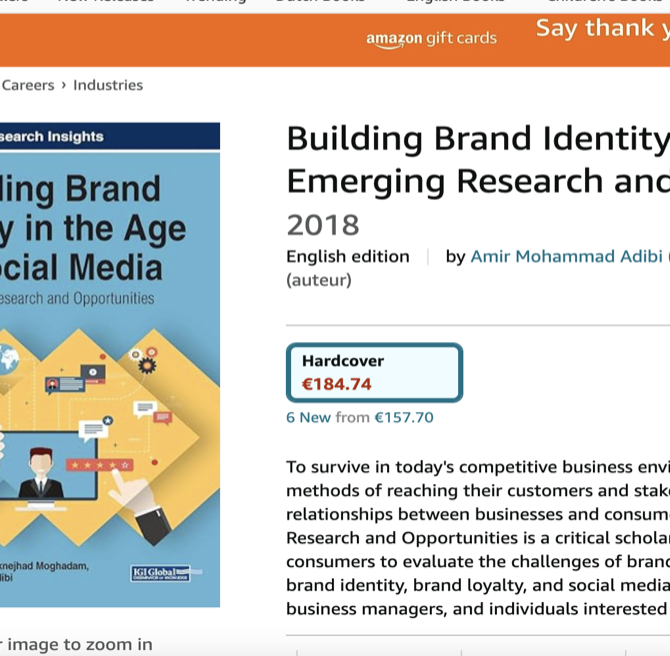 amazon gift cards
Say thank
Careers › Industries
search Insights
ling Brand
y in the Age
ocial Media
esearch and Opportunities
knejhad Moghadam,
libi
IGI Global
Building Brand Identity
Emerging Research and
2018
English edition
by Amir Mohammad Adibi
(auteur)
Hardcover
€184.74
6 New from €157.70
To survive in today's competitive business envi
methods of reaching their customers and stak
relationships between businesses and consum
Research and Opportunities is a critical schola
consumers to evaluate the challenges of brand
brand identity, brand loyalty, and social media
business managers, and individuals interested
image to zoom in